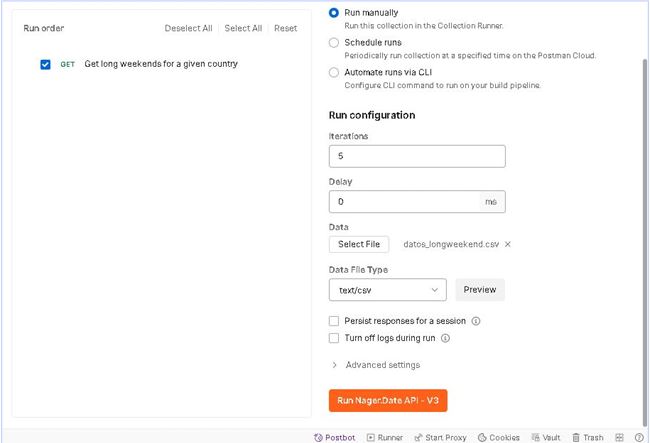 Run order
Deselect All
Select All
Reset
GET Get long weekends for a given country
Run manually
Run this collection in the Collection Runner.
Schedule runs
Periodically run collection at a specified time on the Postman Cloud.
Automate runs via CLI
Configure CLI command to run on your build pipeline.
Run configuration
Iterations
5
Delay
0 ms
Data
Select File datos_longweekend.csv
Data File Type
text/csv Preview
Persist responses for a session
Turn off logs during run
Advanced settings
Run Nager.Date API - V3
Postbot Runner Start Proxy Cookies Vault Trash